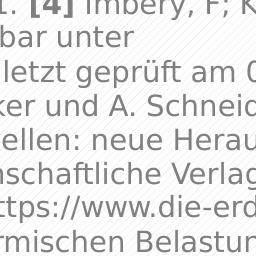 1. [4] Imbery, F; K
bar unter
letzt geprüft am 0
ker und A. Schneid
ellen: neue Herau
nschaftliche Verlag
ttps://www.die-erd
rmischen Belastun